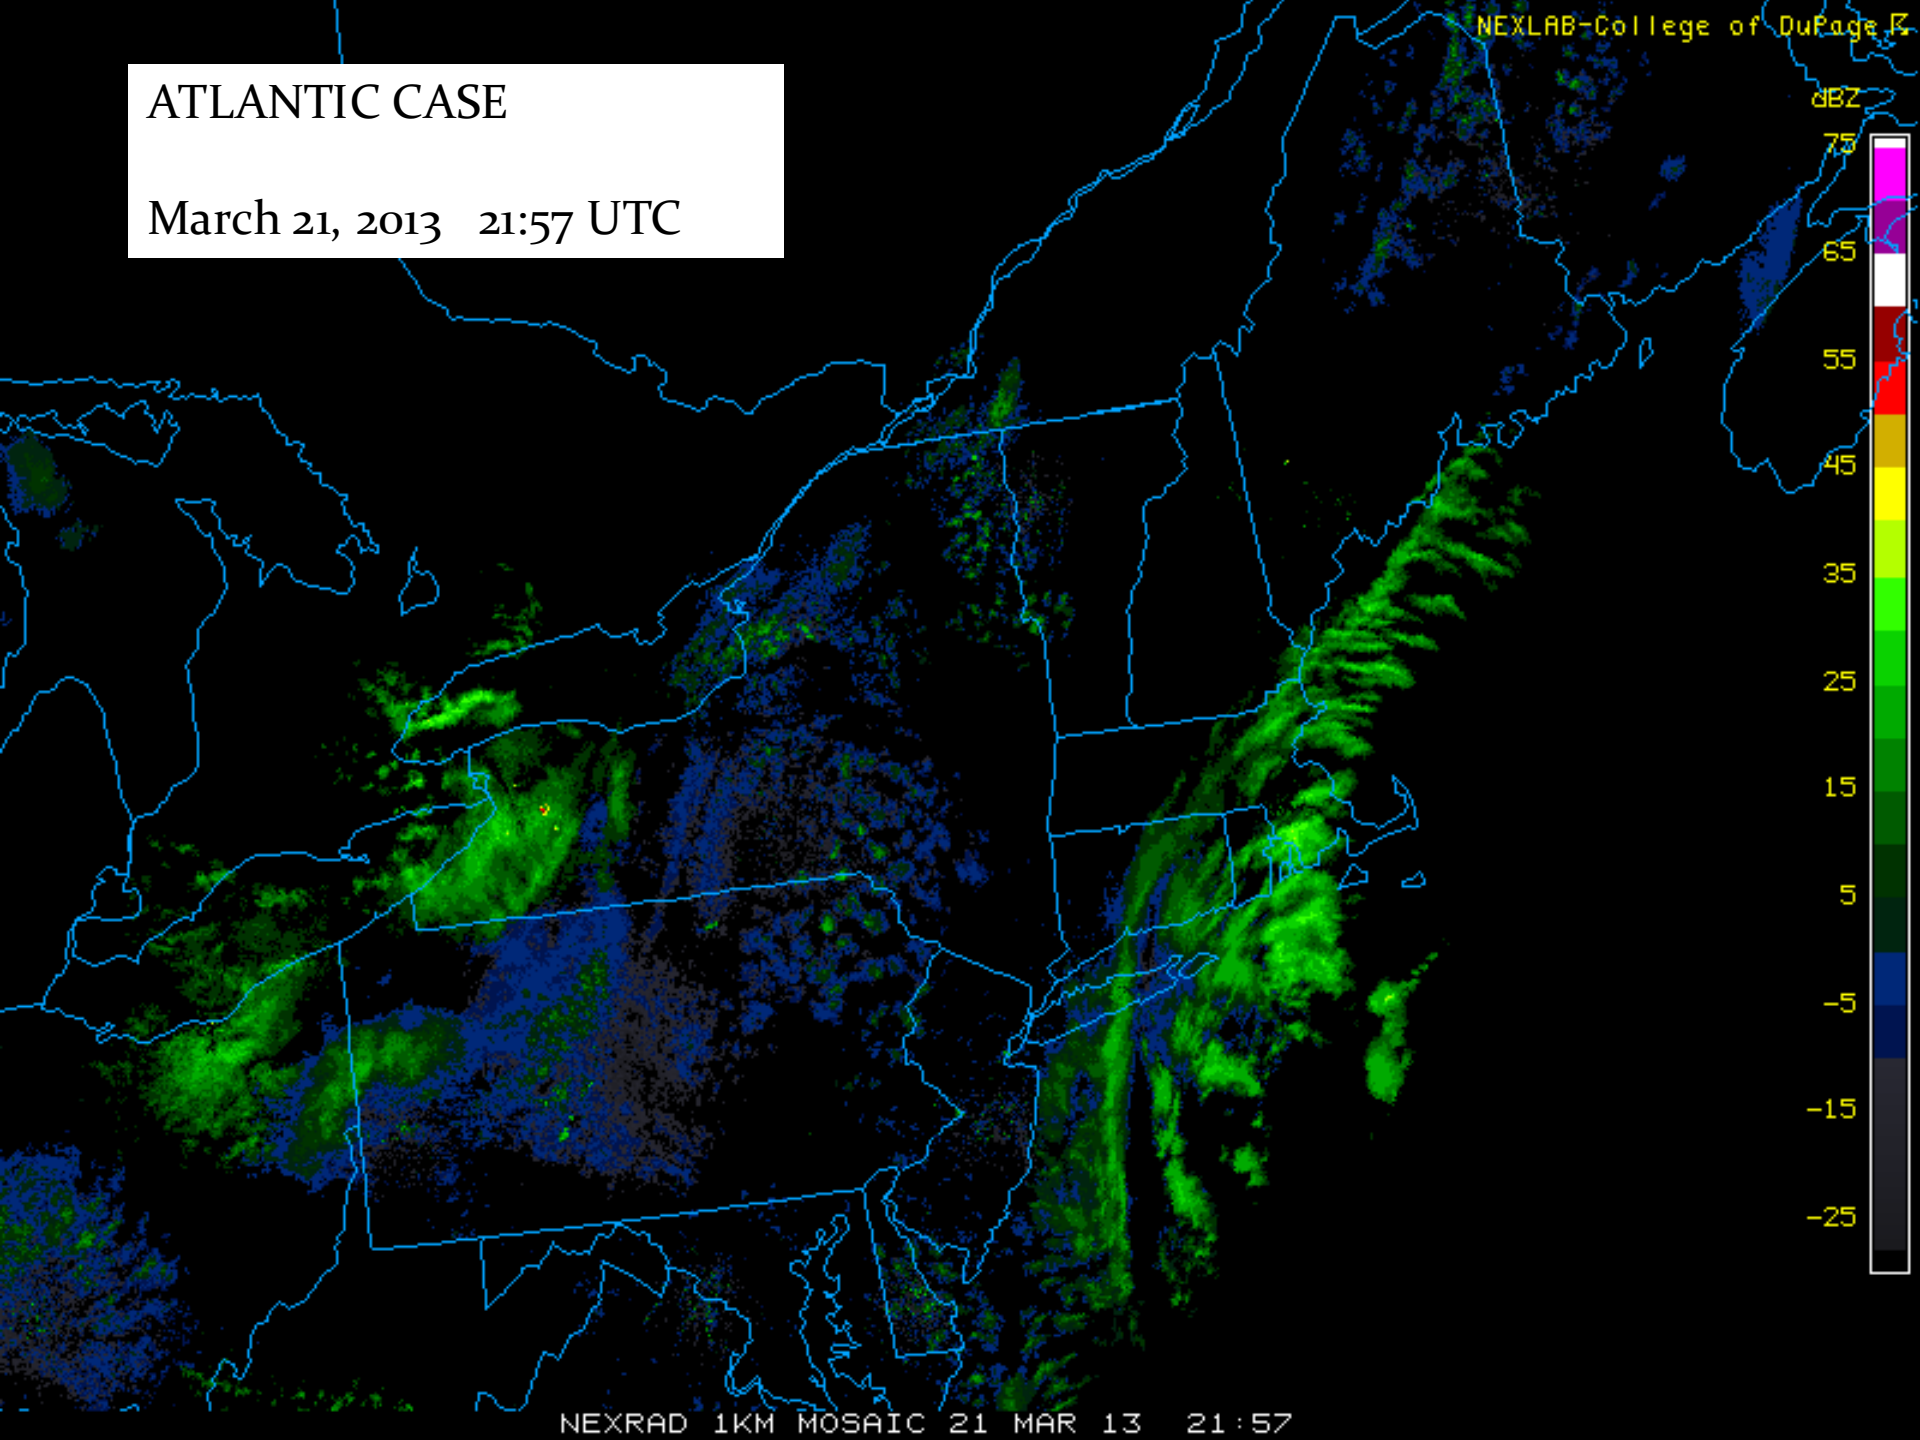 NEXLAB-College of DuPage
ATLANTIC CASE
March 21, 2013 21:57 UTC
dBZ
75
65
55
45
35
25
15
5
-5
-15
-25
NEXRAD 1KM MOSAIC 21 MAR 13 21:57